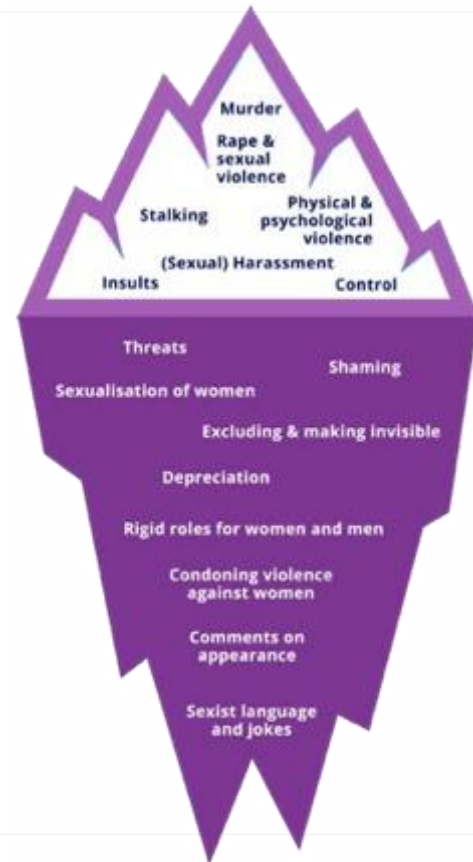 Murder
Rape &
sexual
violence
Stalking
Physical &
psychological
violence
(Sexual) Harassment
Insults
Control
Threats
Shaming
Sexualisation of women
Excluding & making invisible
Depreciation
Rigid roles for women and men
Condoning violence
against women
Comments on
appearance
Sexist language
and jokes